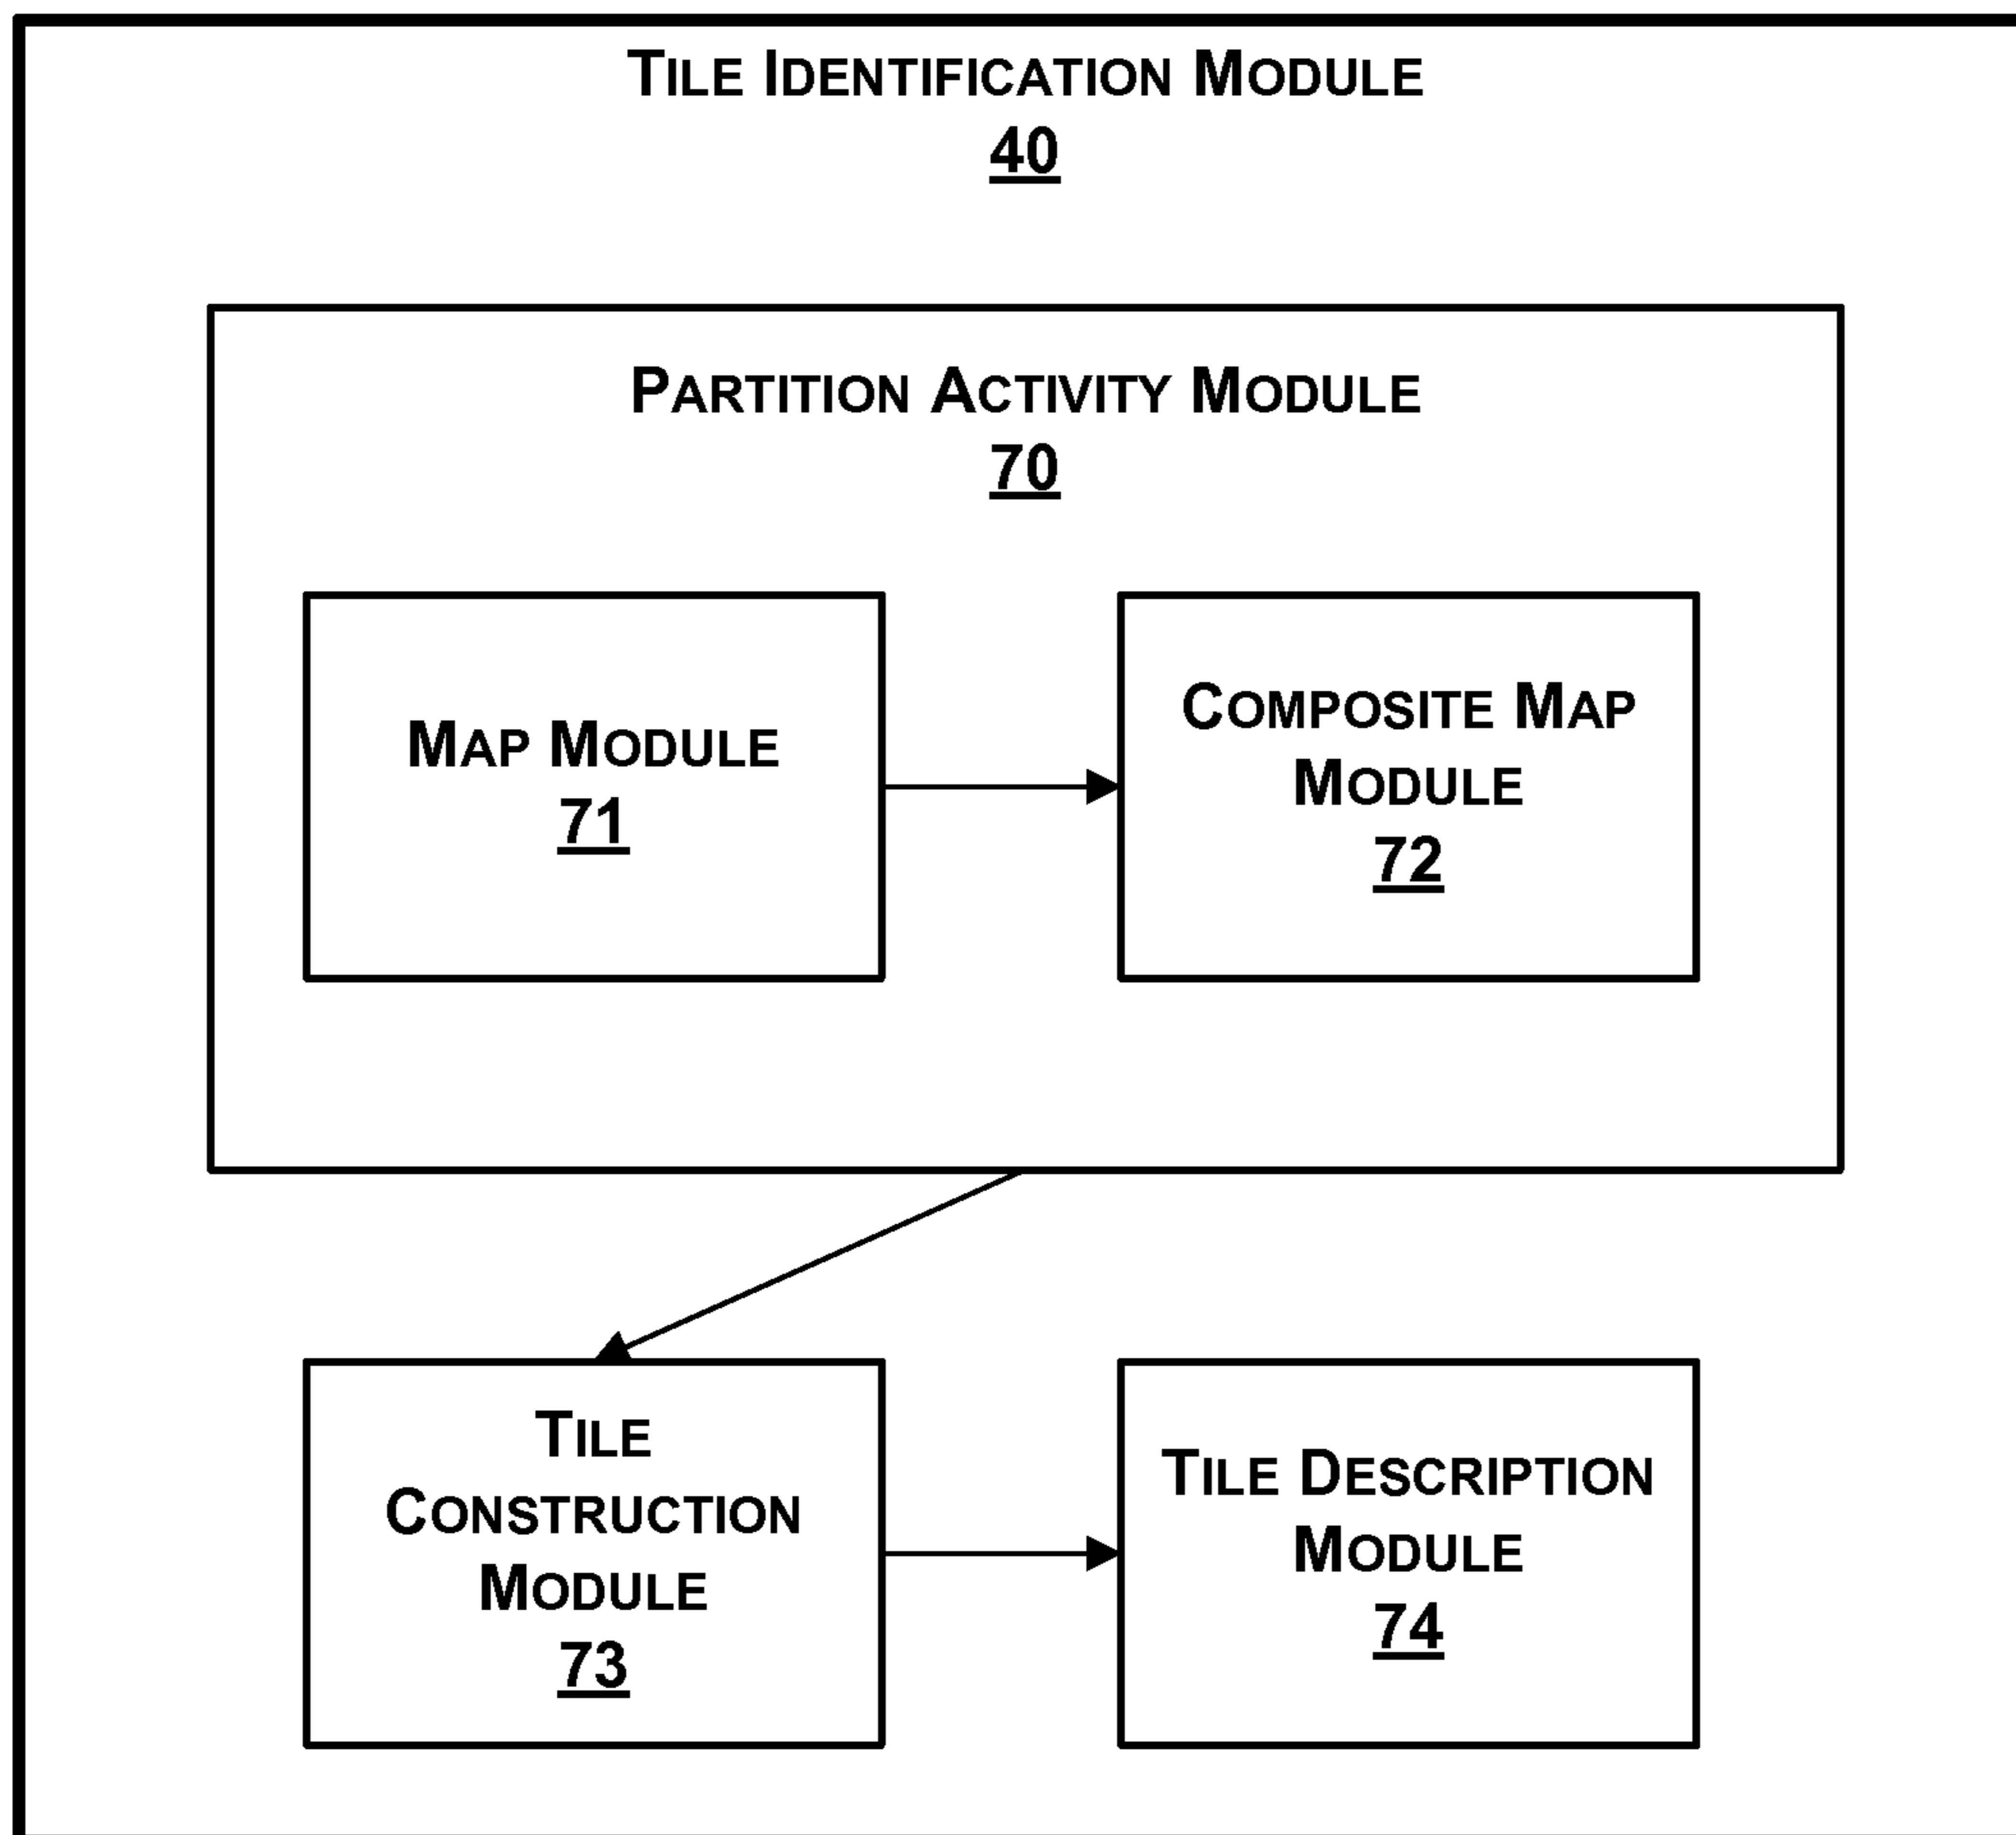 TILE IDENTIFICATION MODULE
40
PARTITION ACTIVITY MODULE
70
MAP MODULE
71
COMPOSITE MAP
MODULE
72
TILE
CONSTRUCTION
MODULE
73
TILE DESCRIPTION
MODULE
74